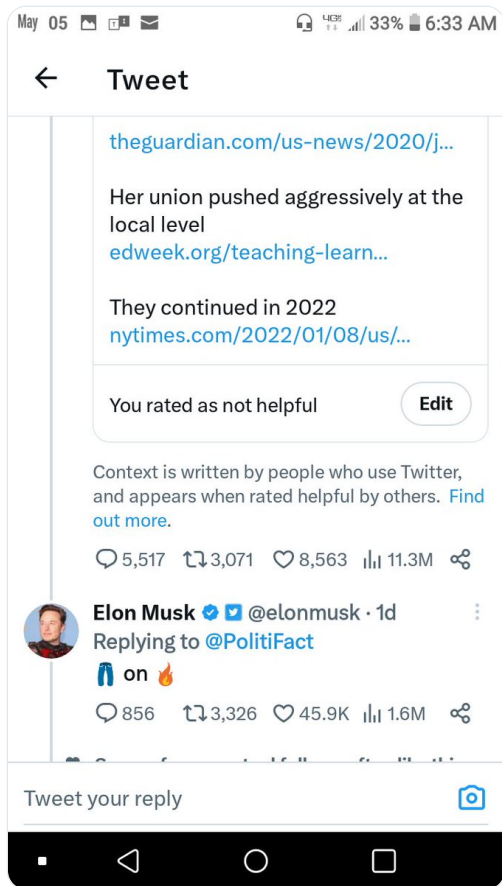 May 05 33% 6:33 AM
Tweet
theguardian.com/us-news/2020/j...
Her union pushed aggressively at the
local level
edweek.org/teaching-learn...
They continued in 2022
nytimes.com/2022/01/08/us/...
You rated as not helpful Edit
Context is written by people who use Twitter,
and appears when rated helpful by others. Find
out more.
5,517 3,071 8,563 11.3M
Elon Musk @elonmusk · 1d
Replying to @PolitiFact
👖 on 🔥
856 3,326 45.9K 1.6M
Tweet your reply